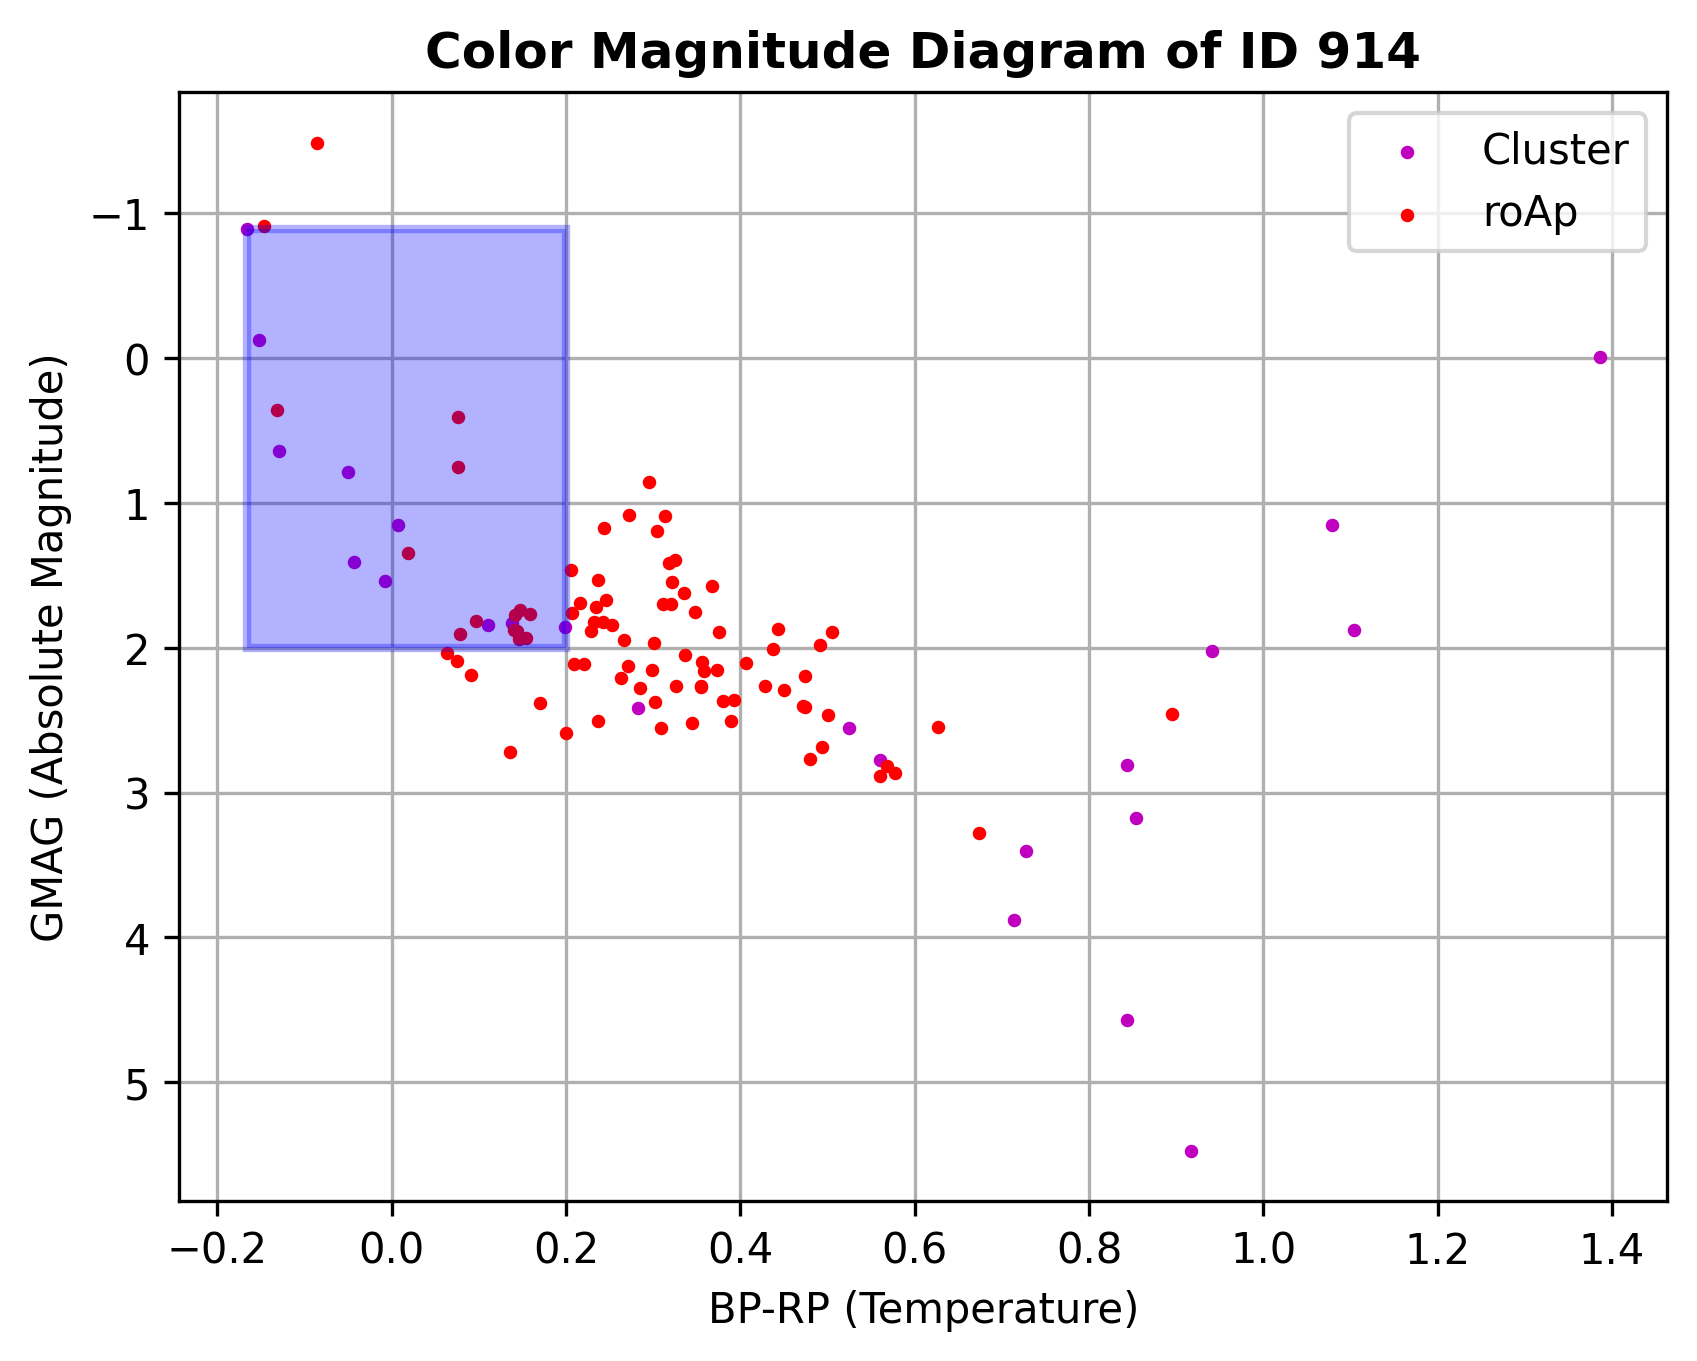 Color Magnitude Diagram of ID 914
Cluster
roAp
GMAG (Absolute Magnitude)
−1
0
1
2
3
4
5
−0.2 0.0 0.2 0.4 0.6 0.8 1.0 1.2 1.4
BP-RP (Temperature)